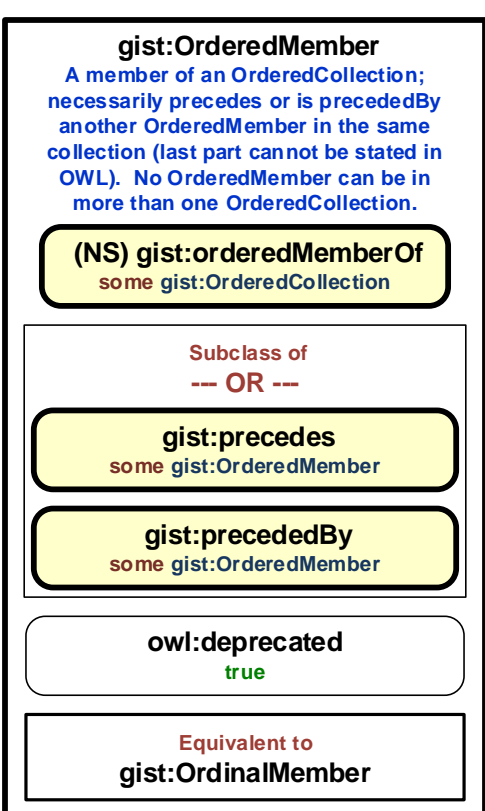 gist:OrderedMember
A member of an OrderedCollection;
necessarily precedes or is precededBy
another OrderedMember in the same
collection (last part cannot be stated in
OWL). No OrderedMember can be in
more than one OrderedCollection.
(NS) gist:orderedMemberOf
some gist:OrderedCollection
Subclass of
--- OR ---
gist:precedes
some gist:OrderedMember
gist:precededBy
some gist:OrderedMember
owl:deprecated
true
Equivalent to
gist:OrdinalMember